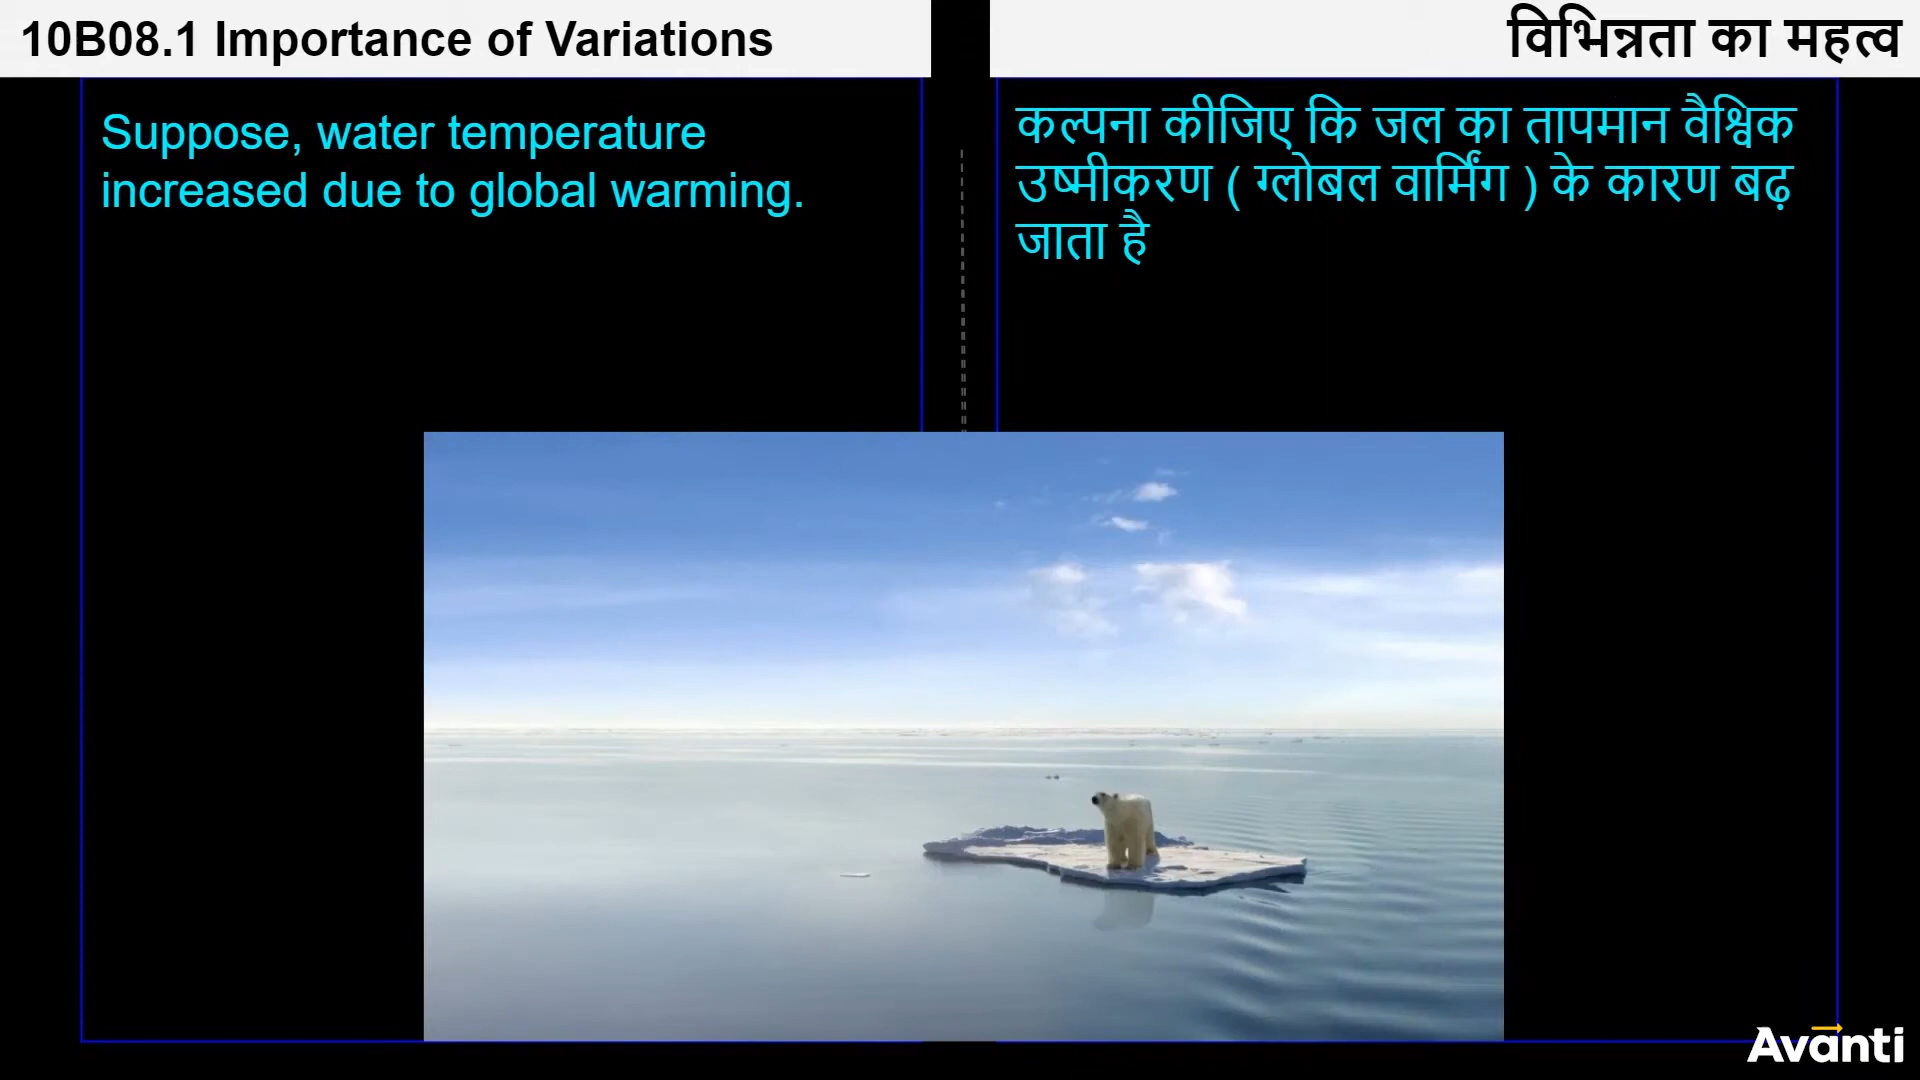 10B08.1 Importance of Variations
विभिन्नता का महत्व
Suppose, water temperature
increased due to global warming.
कल्पना कीजिए कि जल का तापमान वैश्विक
उष्मीकरण ( ग्लोबल वार्मिंग ) के कारण बढ़
जाता है
Avanti